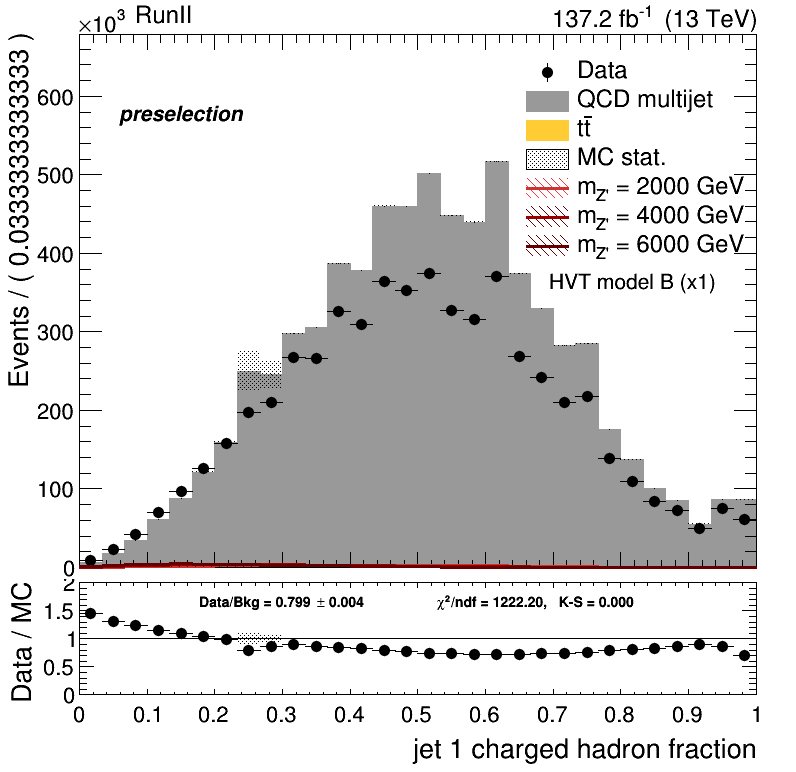 ×10³ RunII 137.2 fb⁻¹ (13 TeV)
Events / ( 0.0333333333333333 )
600
500
400
300
200
100
0
preselection
Data
QCD multijet
tt̄
MC stat.
m_Z' = 2000 GeV
m_Z' = 4000 GeV
m_Z' = 6000 GeV
HVT model B (x1)
Data / MC
2
1.5
1
0.5
0
Data/Bkg = 0.799 ± 0.004 χ²/ndf = 1222.20, K-S = 0.000
0 0.1 0.2 0.3 0.4 0.5 0.6 0.7 0.8 0.9 1
jet 1 charged hadron fraction